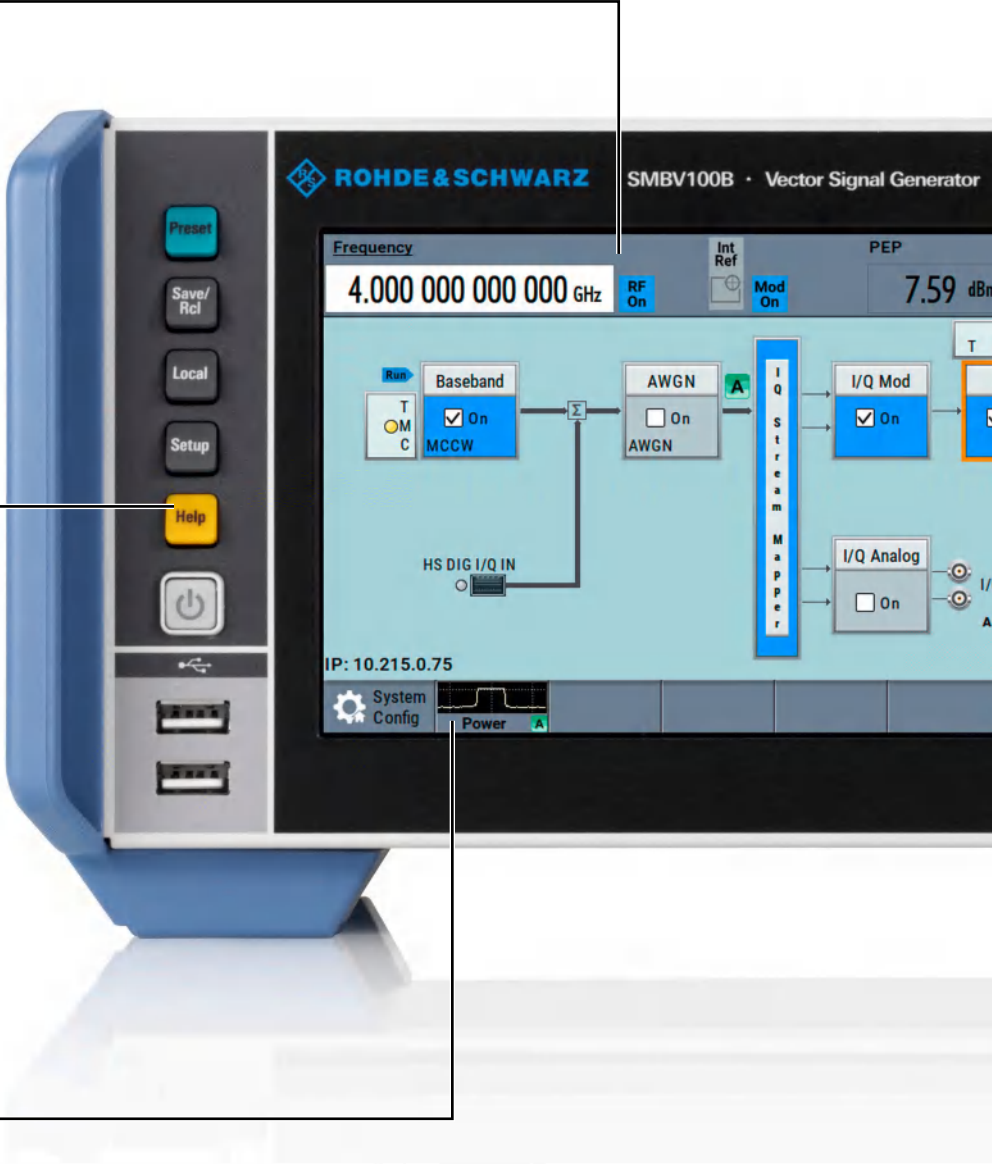 ROHDE & SCHWARZ SMBV100B · Vector Signal Generator
Preset
Save/
Rcl
Local
Setup
Help
Frequency
4.000 000 000 000 GHz
RF
On
Int
Ref
Mod
On
PEP
7.59 dBm
T
Run
T
M
C
Baseband
On
MCCW
Σ
AWGN
On
AWGN
A
I
Q
S
t
r
e
a
m
M
a
p
p
e
r
I/Q Mod
On
HS DIG I/Q IN
I/Q Analog
On
I/
A
IP: 10.215.0.75
System
Config
Power A